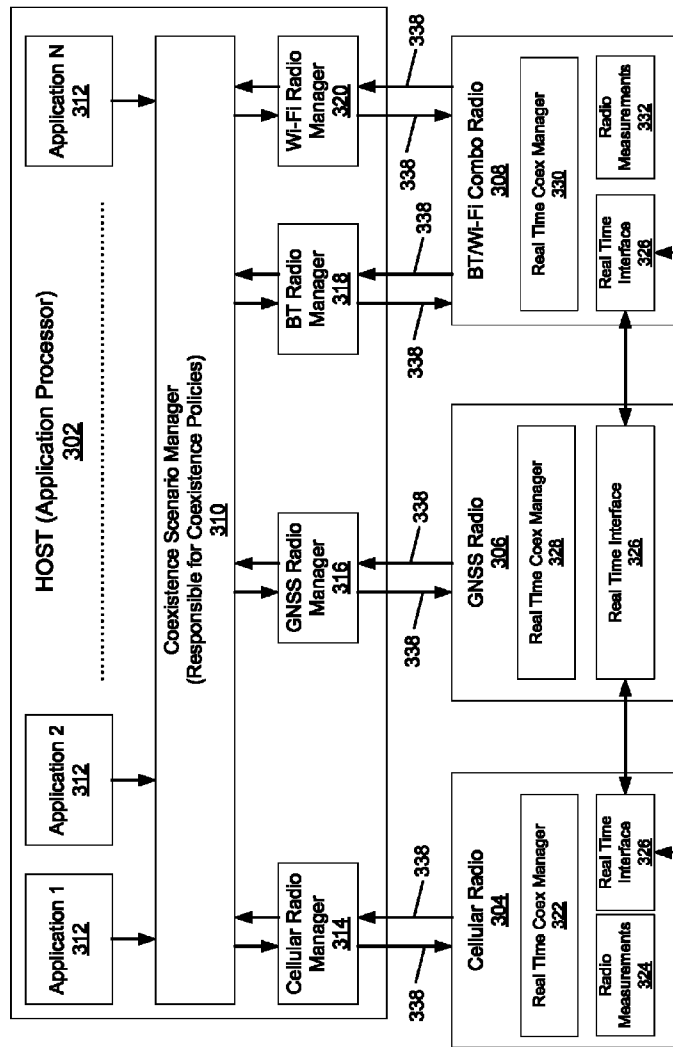 HOST (Application Processor)
302
Application 1
312
Application 2
312
Application N
312
Coexistence Scenario Manager
(Responsible for Coexistence Policies)
310
Cellular Radio
Manager
314
GNSS Radio
Manager
316
BT Radio
Manager
318
Wi-Fi Radio
Manager
320
338
338
338
338
338
338
338
338
Cellular Radio
304
Real Time Coex Manager
322
Radio
Measurements
324
Real Time
Interface
326
GNSS Radio
306
Real Time Coex Manager
328
Real Time Interface
326
BT/Wi-Fi Combo Radio
308
Real Time Coex Manager
330
Real Time
Interface
326
Radio
Measurements
332